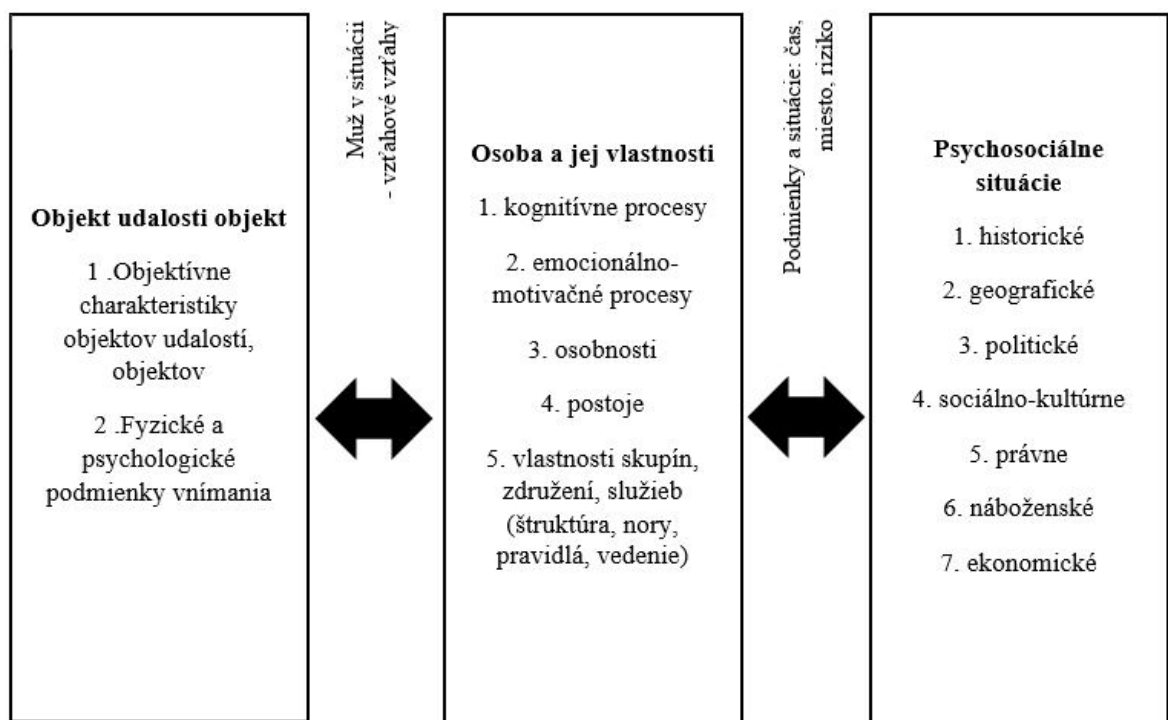 Objekt udalosti objekt
1 .Objektívne
charakteristiky
objektov udalostí,
objektov
2 .Fyzické a
psychologické
podmienky vnímania
Muž v situácii
- vzťahové vzťahy
Osoba a jej vlastnosti
1. kognitívne procesy
2. emocionálno-
motivačné procesy
3. osobnosti
4. postoje
5. vlastnosti skupín,
združení, služieb
(štruktúra, nory,
pravidlá, vedenie)
Podmienky a situácie: čas,
miesto, riziko
Psychosociálne
situácie
1. historické
2. geografické
3. politické
4. sociálno-kultúrne
5. právne
6. náboženské
7. ekonomické